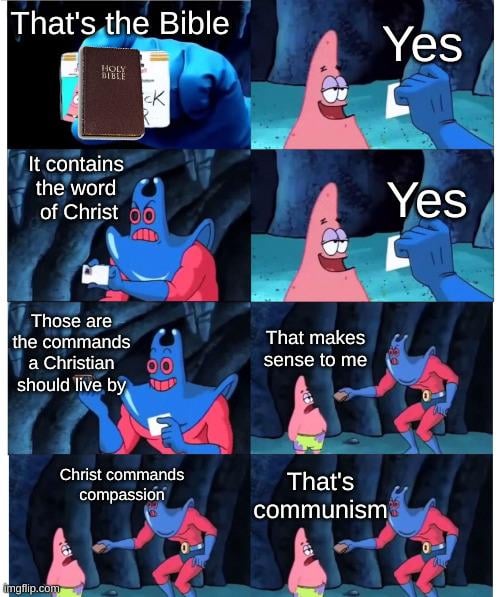 That's the Bible
HOLY
BIBLE
CK
R
Yes
It contains
the word
of Christ
Yes
Those are
the commands
a Christian
should live by
That makes
sense to me
Christ commands
compassion
That's
communism
imgflip.com